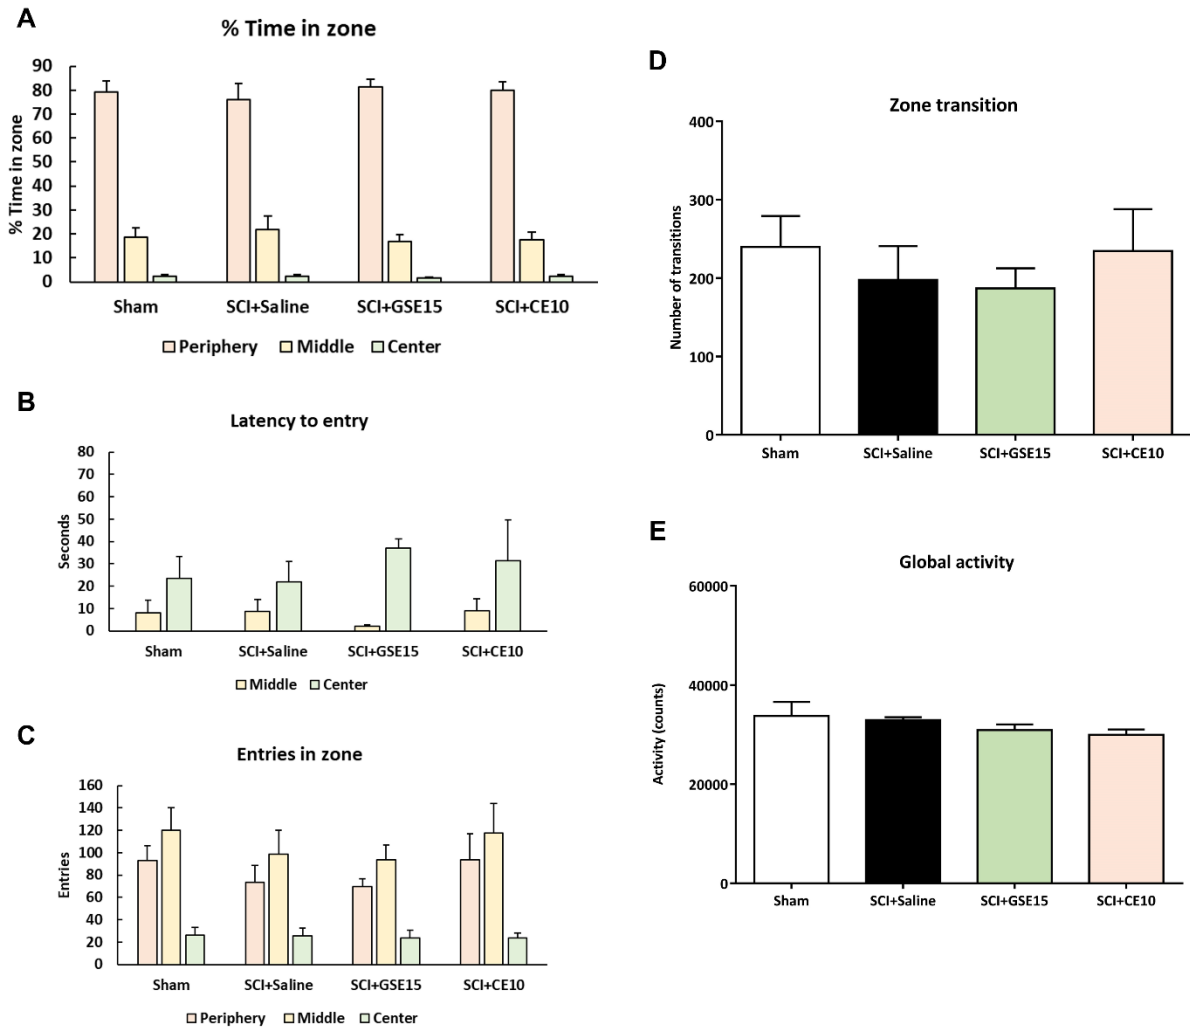 A
% Time in zone
% Time in zone
90
80
70
60
50
40
30
20
10
0
Sham SCI+Saline SCI+GSE15 SCI+CE10
Periphery Middle Center
B
Latency to entry
Seconds
80
70
60
50
40
30
20
10
0
Sham SCI+Saline SCI+GSE15 SCI+CE10
Middle Center
C
Entries in zone
Entries
160
140
120
100
80
60
40
20
0
Sham SCI+Saline SCI+GSE15 SCI+CE10
Periphery Middle Center
D
Zone transition
Number of transitions
400
300
200
100
0
Sham SCI+Saline SCI+GSE15 SCI+CE10
E
Global activity
Activity (counts)
60000
40000
20000
0
Sham SCI+Saline SCI+GSE15 SCI+CE10